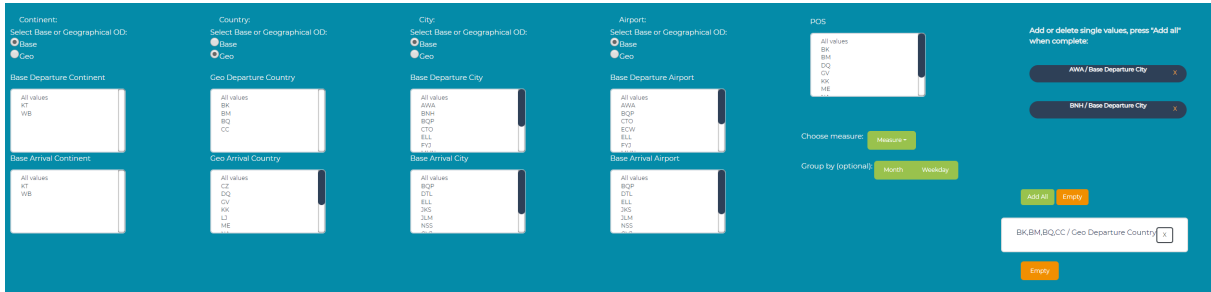 Continent:
Select Base or Geographical OD:
Base
Geo
Base Departure Continent
All values
KT
WB
Base Arrival Continent
All values
KT
WB
Country:
Select Base or Geographical OD:
Base
Geo
Geo Departure Country
All values
BK
BM
BQ
CC
Geo Arrival Country
All values
CZ
DQ
GV
KK
LJ
ME
City:
Select Base or Geographical OD:
Base
Geo
Base Departure City
All values
AWA
BNH
BQP
CTO
ELL
FYJ
Base Arrival City
All values
BQP
DTL
ELL
JKS
JLM
NSS
Airport:
Select Base or Geographical OD:
Base
Geo
Base Departure Airport
All values
AWA
BQP
CTO
ECW
ELL
FYJ
Base Arrival Airport
All values
BQP
DTL
ELL
JKS
JLM
NSS
POS
All values
BK
BM
DQ
GV
KK
ME
Choose measure:
Measure
Group by (optional):
Month Weekday
Add or delete single values, press "Add all"
when complete:
AWA / Base Departure City X
BNH / Base Departure City X
Add All Empty
BK,BM,BQ,CC / Geo Departure Country X
Empty